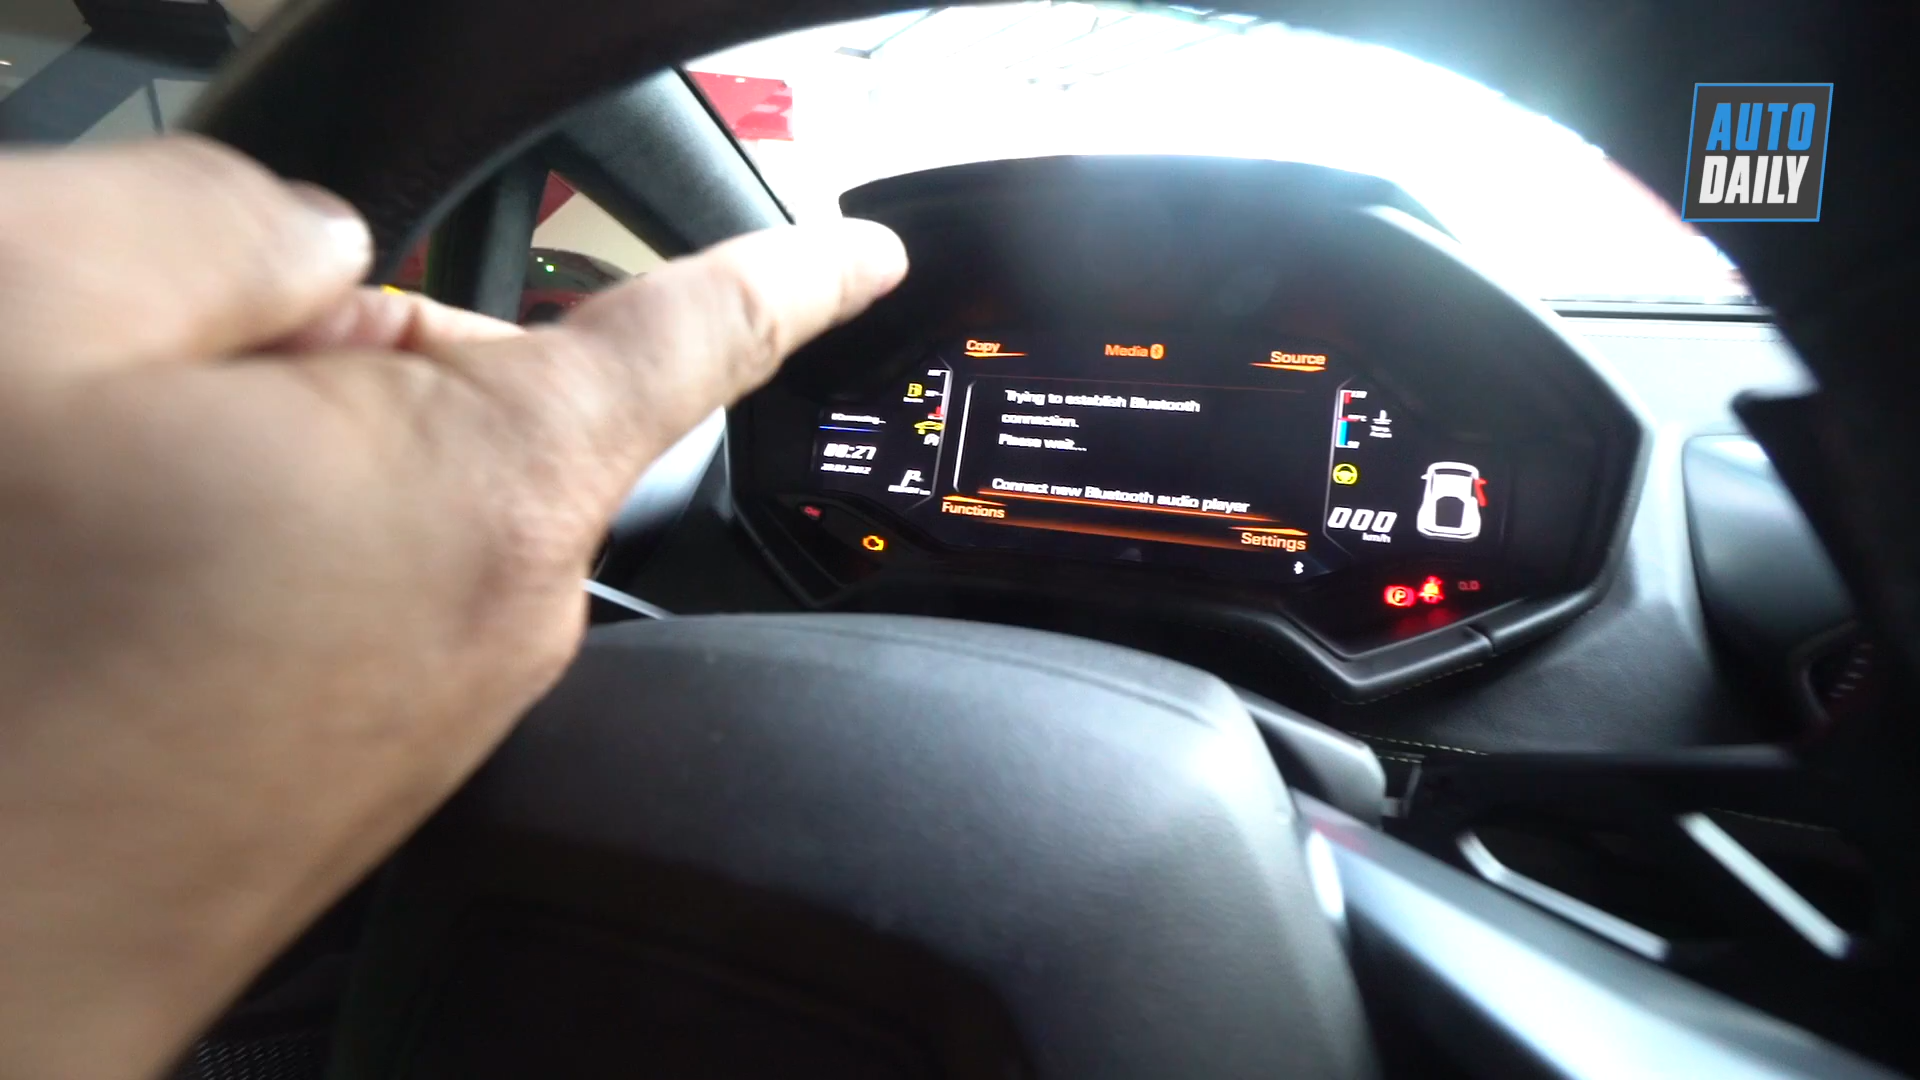 AUTO
DAILY
Copy
Media
Source
Trying to establish Bluetooth
connection.
Please wait...
Connect new Bluetooth audio player
Functions
Settings
00:27
000
km/h